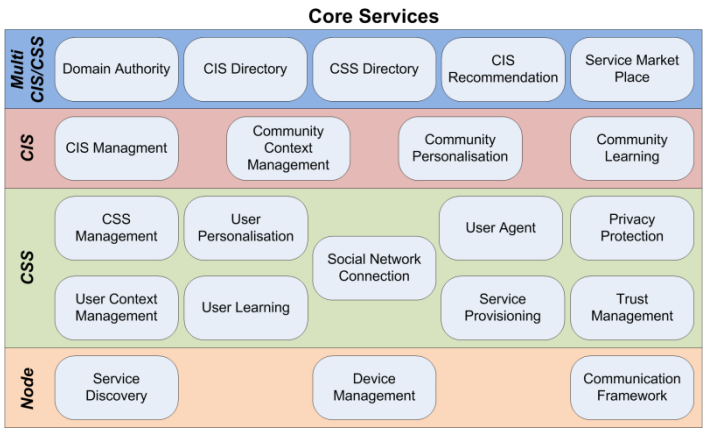 Core Services
Multi
CIS/CSS
Domain Authority
CIS Directory
CSS Directory
CIS
Recommendation
Service Market
Place
CIS
CIS Managment
Community
Context
Management
Community
Personalisation
Community
Learning
CSS
CSS
Management
User
Personalisation
Social Network
Connection
User Agent
Privacy
Protection
User Context
Management
User Learning
Service
Provisioning
Trust
Management
Node
Service
Discovery
Device
Management
Communication
Framework